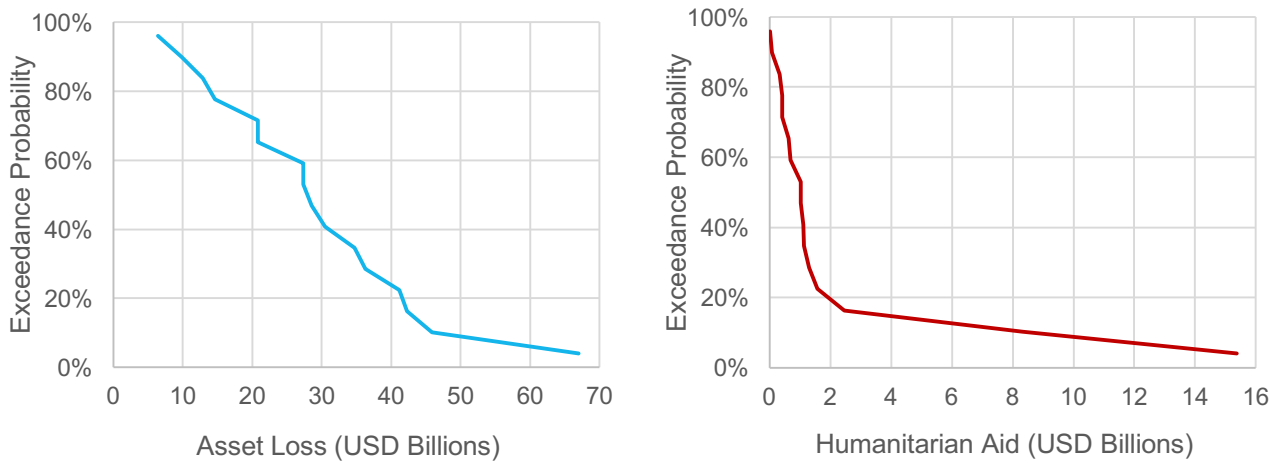 100%
80%
60%
40%
20%
0%
Exceedance Probability
0 10 20 30 40 50 60 70
Asset Loss (USD Billions)
100%
80%
60%
40%
20%
0%
Exceedance Probability
0 2 4 6 8 10 12 14 16
Humanitarian Aid (USD Billions)